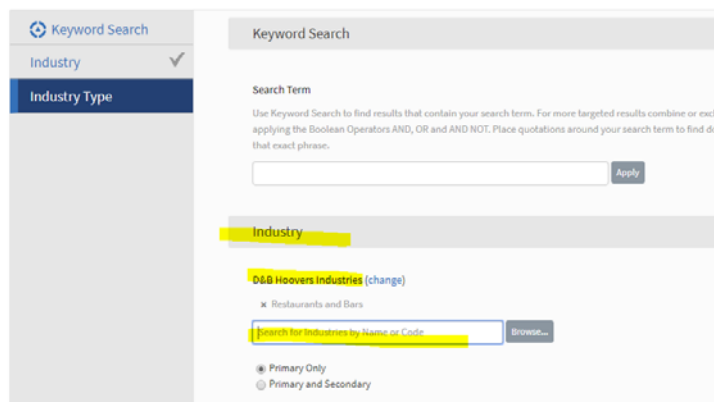 Keyword Search
Industry
Industry Type
Keyword Search
Search Term
Use Keyword Search to find results that contain your search term. For more targeted results combine or exc
applying the Boolean Operators AND, OR and AND NOT. Place quotations around your search term to find d
that exact phrase.
Apply
Industry
D&B Hoovers Industries (change)
× Restaurants and Bars
Search for Industries by Name or Code
Browse...
Primary Only
Primary and Secondary